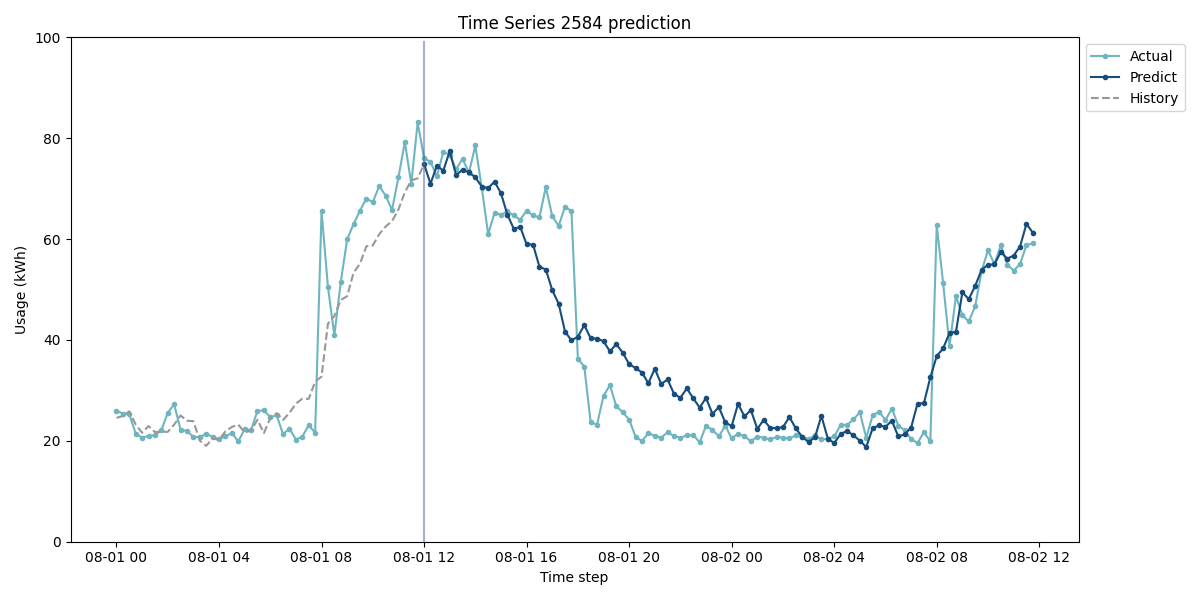 Time Series 2584 prediction
Usage (kWh)
100
80
60
40
20
0
08-01 00
08-01 04
08-01 08
08-01 12
08-01 16
08-01 20
08-02 00
08-02 04
08-02 08
08-02 12
Time step
Actual
Predict
History